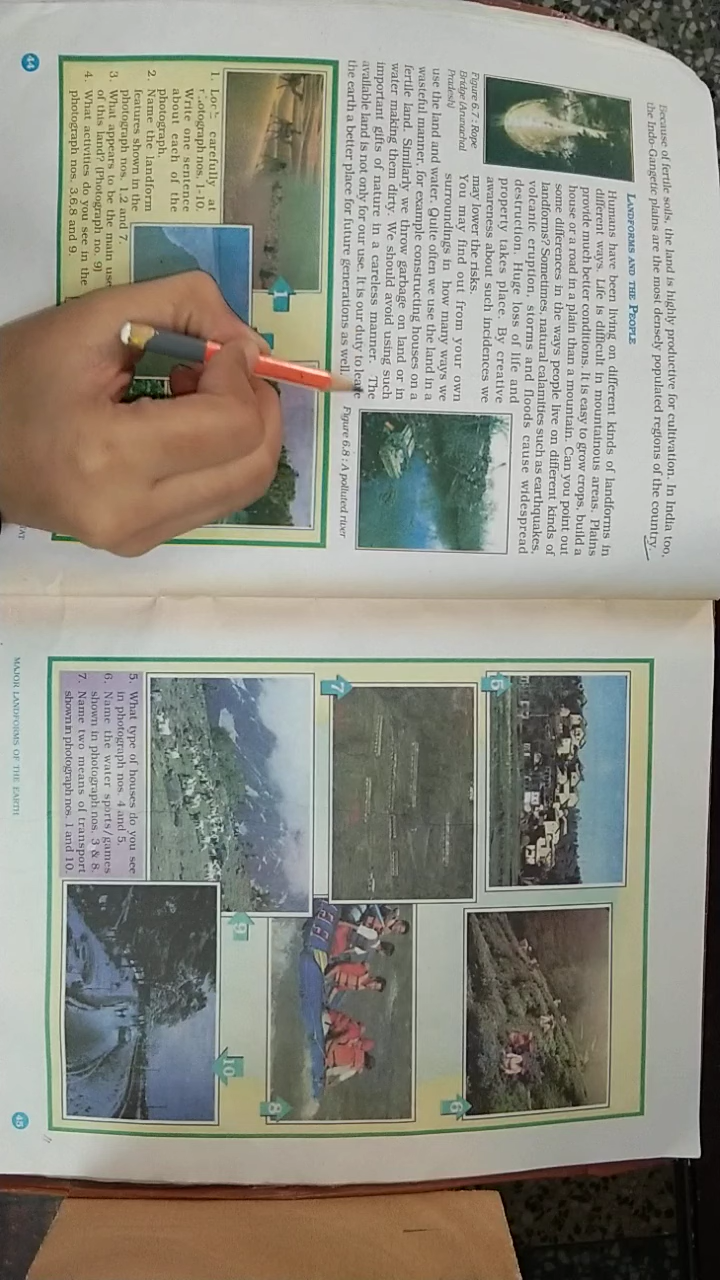 Because of fertile soils, the land is highly productive for cultivation. In India too,
the Indo-Gangetic plains are the most densely populated regions of the country.
LANDFORMS AND THE PEOPLE
Humans have been living on different kinds of landforms in
different ways. Life is difficult in mountainous areas. Plains
provide much better conditions. It is easy to grow crops, build a
house or a road in a plain than a mountain. Can you point out
some differences in the ways people live on different kinds of
landforms? Sometimes, natural calamities such as earthquakes,
volcanic eruption, storms and floods cause widespread
destruction. Huge loss of life and
property takes place. By creative
awareness about such incidences we
may lower the risks.
Figure 6.7 : Rope
Bridge (Arunachal
Pradesh)
You may find out from your own
surroundings in how many ways we
use the land and water. Quite often we use the land in a
wasteful manner, for example constructing houses on a
fertile land. Similarly we throw garbage on land or in
water making them dirty. We should avoid using such
important gifts of nature in a careless manner. The
available land is not only for our use. It is our duty to leave
the earth a better place for future generations as well.
Figure 6.8 : A polluted river
1. carefully at
nos. 1-10.
Write one sentence
about each of the
photograph.
2. Name the landform
features shown in the
photograph nos. 1,2 and 7.
3. What appears to be the main use
of this land? (Photograph no. 9)
4. What activities do you see in the
photograph nos. 3,6,8 and 9
44
5
6
7
8
9
10
5. What type of houses do you see
in photograph nos. 4 and 5.
6. Name the water sports/games
shown in photograph nos. 3 & 8.
7. Name two means of transport
shown in photograph nos. 1 and 10.
MAJOR LANDFORMS OF THE EARTH
45